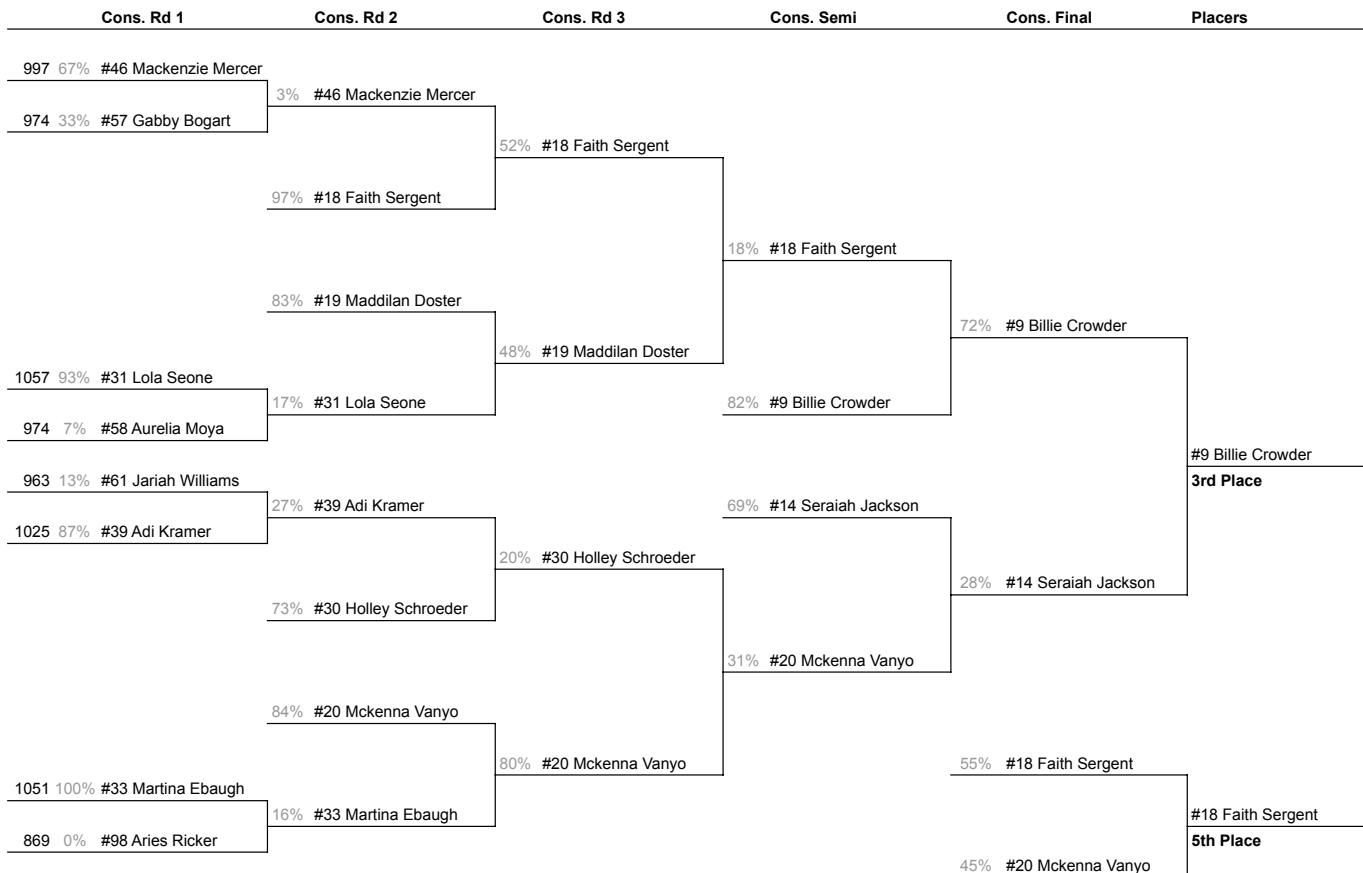 Cons. Rd 1 Cons. Rd 2 Cons. Rd 3 Cons. Semi Cons. Final Placers
997 67% #46 Mackenzie Mercer
3% #46 Mackenzie Mercer
974 33% #57 Gabby Bogart
52% #18 Faith Sergent
97% #18 Faith Sergent
18% #18 Faith Sergent
83% #19 Maddilan Doster
72% #9 Billie Crowder
48% #19 Maddilan Doster
1057 93% #31 Lola Seone
17% #31 Lola Seone
82% #9 Billie Crowder
974 7% #58 Aurelia Moya
#9 Billie Crowder
963 13% #61 Jariah Williams
3rd Place
27% #39 Adi Kramer
69% #14 Seraiah Jackson
1025 87% #39 Adi Kramer
20% #30 Holley Schroeder
28% #14 Seraiah Jackson
73% #30 Holley Schroeder
31% #20 Mckenna Vanyo
84% #20 Mckenna Vanyo
80% #20 Mckenna Vanyo
55% #18 Faith Sergent
1051 100% #33 Martina Ebaugh
16% #33 Martina Ebaugh
#18 Faith Sergent
869 0% #98 Aries Ricker
5th Place
45% #20 Mckenna Vanyo